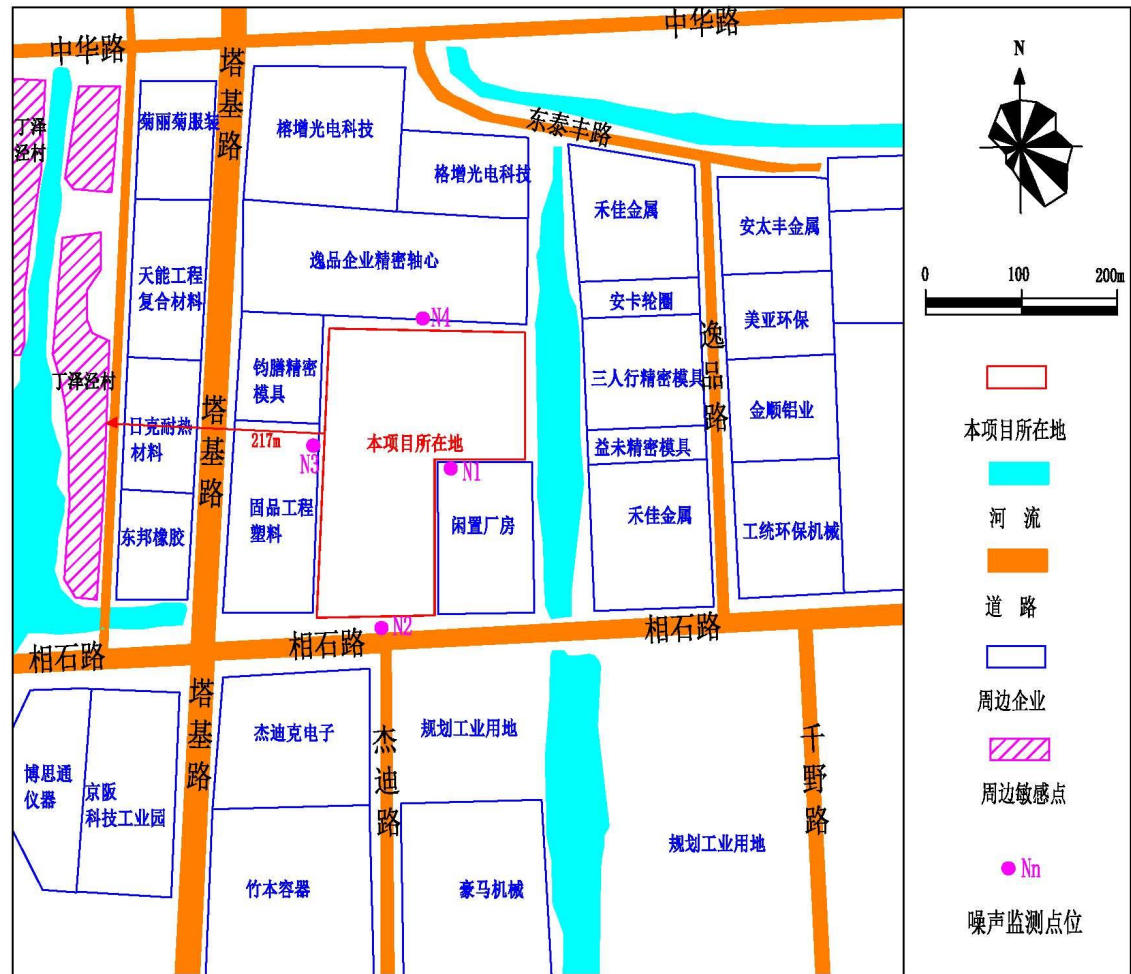 中华路
中华路
塔基路
丁泽泾村
菊丽菊服装
榕增光电科技
格增光电科技
东泰丰路
禾佳金属
安太丰金属
天能工程
复合材料
逸品企业精密轴心
安卡轮圈
美亚环保
N4
逸品路
钧膳精密
模具
三人行精密模具
丁泽泾村
日克耐热
材料
塔基路
217m
N3
本项目所在地
N1
益未精密模具
金顺铝业
东邦橡胶
固品工程
塑料
闲置厂房
禾佳金属
工统环保机械
N2
相石路
相石路
相石路
塔基路
博思通
仪器
京阪
科技工业园
杰迪克电子
杰迪路
规划工业用地
千野路
竹本容器
豪马机械
规划工业用地
N
0 100 200m
本项目所在地
河 流
道 路
周边企业
周边敏感点
Nn
噪声监测点位